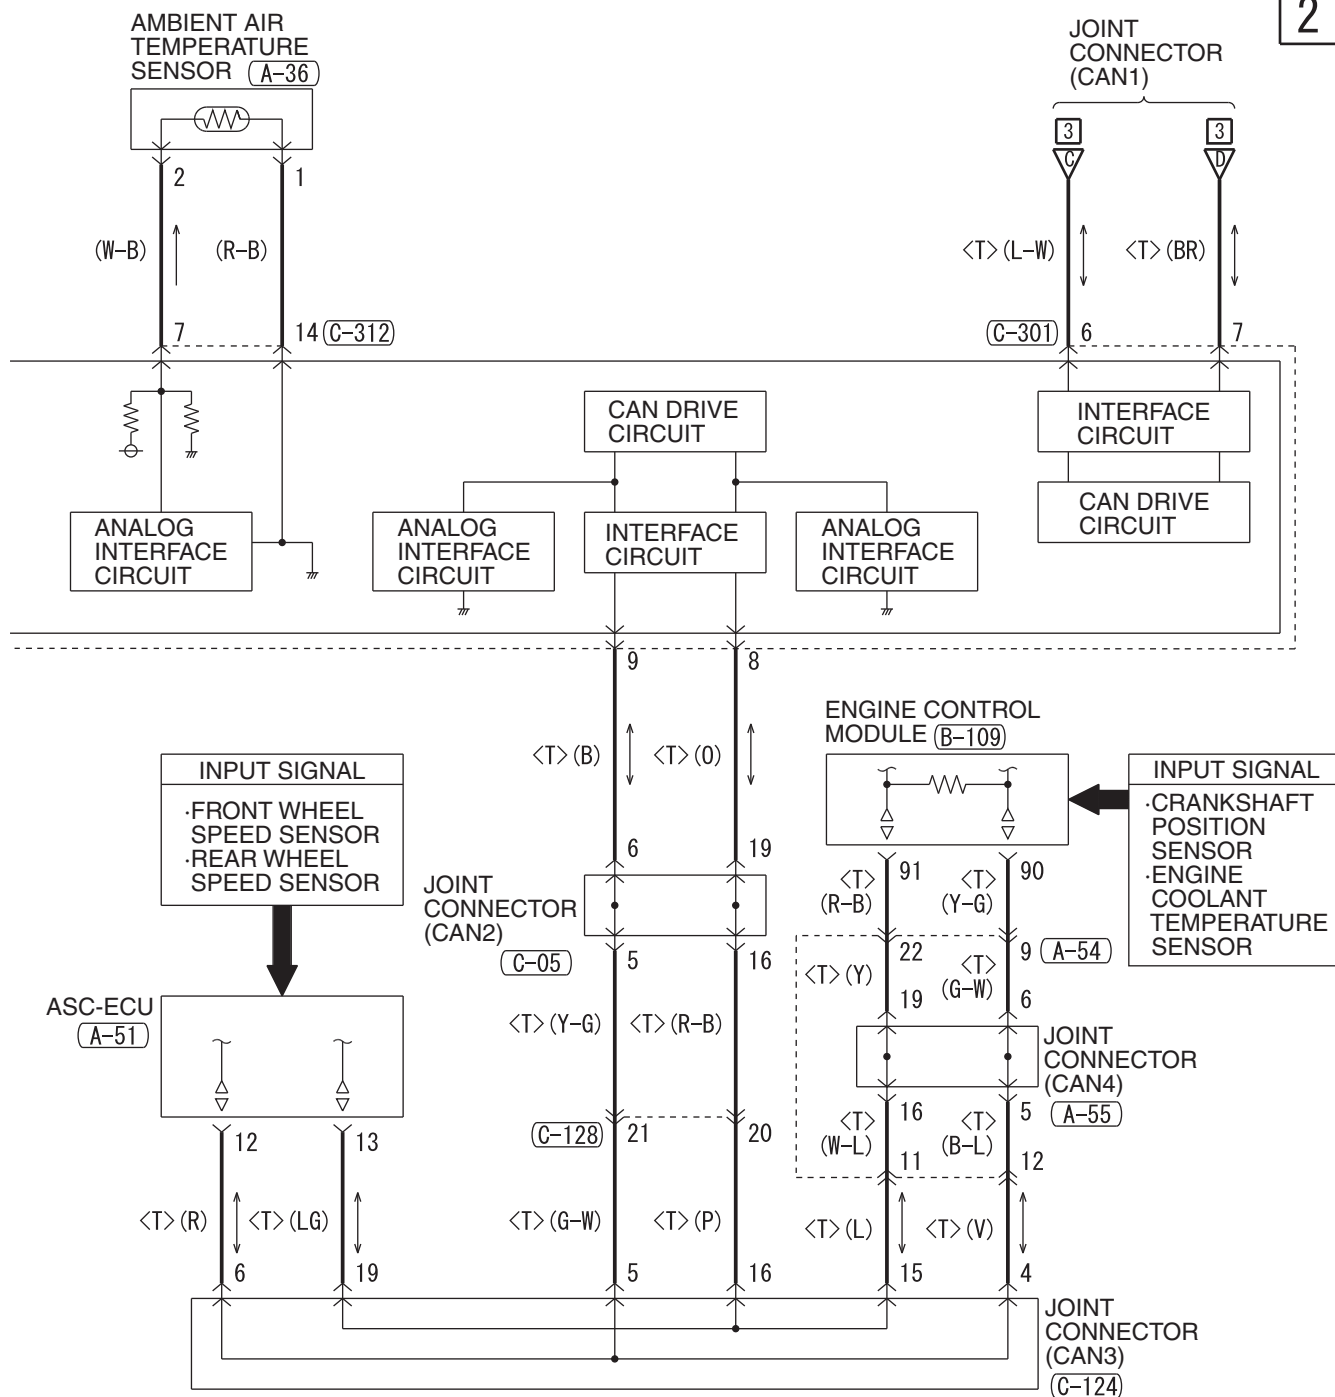 2
AMBIENT AIR
TEMPERATURE
SENSOR A-36
JOINT
CONNECTOR
(CAN1)
3 3
C D
2 1
(W-B) (R-B)
<T>(L-W) <T>(BR)
7 14 C-312
C-301 6 7
CAN DRIVE
CIRCUIT
INTERFACE
CIRCUIT
CAN DRIVE
CIRCUIT
ANALOG
INTERFACE
CIRCUIT
ANALOG
INTERFACE
CIRCUIT
INTERFACE
CIRCUIT
ANALOG
INTERFACE
CIRCUIT
9 8
<T>(B) <T>(O)
ENGINE CONTROL
MODULE B-109
INPUT SIGNAL
·FRONT WHEEL
SPEED SENSOR
·REAR WHEEL
SPEED SENSOR
INPUT SIGNAL
·CRANKSHAFT
POSITION
SENSOR
·ENGINE
COOLANT
TEMPERATURE
SENSOR
6 19
JOINT
CONNECTOR
(CAN2)
C-05
5 16
<T>
(R-B)
91
<T>
(Y-G)
90
22 9 A-54
<T>(Y)
<T>
(G-W)
19 6
ASC-ECU
A-51
<T>(Y-G) <T>(R-B)
JOINT
CONNECTOR
(CAN4)
A-55
16 5
<T>
(W-L)
<T>
(B-L)
11 12
12 13
C-128 21 20
<T>(R) <T>(LG)
<T>(G-W) <T>(P)
<T>(L) <T>(V)
6 19 5 16 15 4
JOINT
CONNECTOR
(CAN3)
C-124